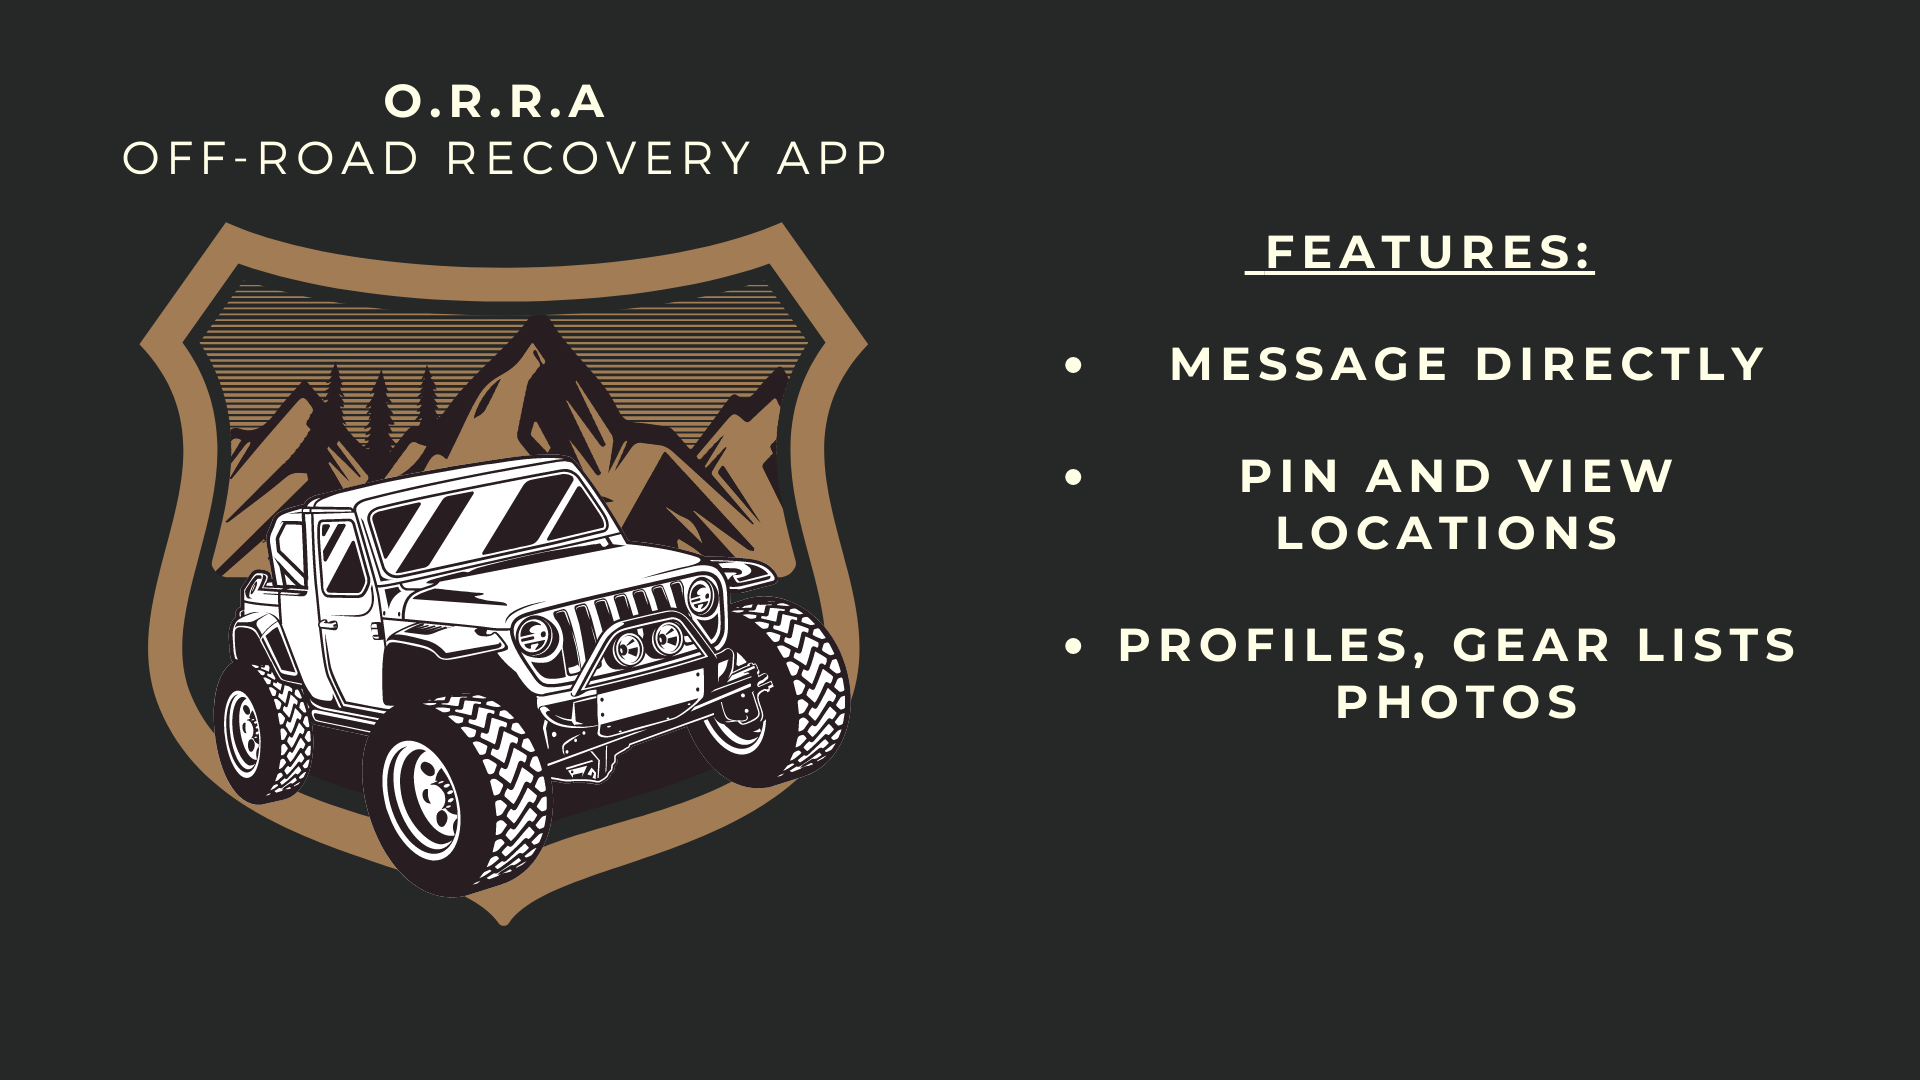 O.R.R.A
OFF-ROAD RECOVERY APP
FEATURES:
• MESSAGE DIRECTLY
• PIN AND VIEW
LOCATIONS
• PROFILES, GEAR LISTS
PHOTOS